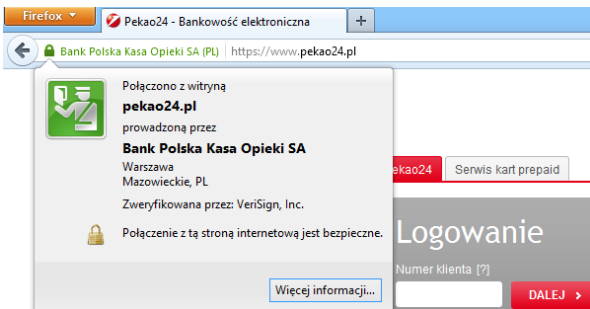 Firefox
Pekao24 - Bankowość elektroniczna
Bank Polska Kasa Opieki SA (PL) https://www.pekao24.pl
Połączono z witryną
pekao24.pl
prowadzoną przez
Bank Polska Kasa Opieki SA
Warszawa
Mazowieckie, PL
Zweryfikowana przez: VeriSign, Inc.
Połączenie z tą stroną internetową jest bezpieczne.
Więcej informacji...
ekao24 Serwis kart prepaid
Logowanie
Numer klienta [?]
DALEJ >